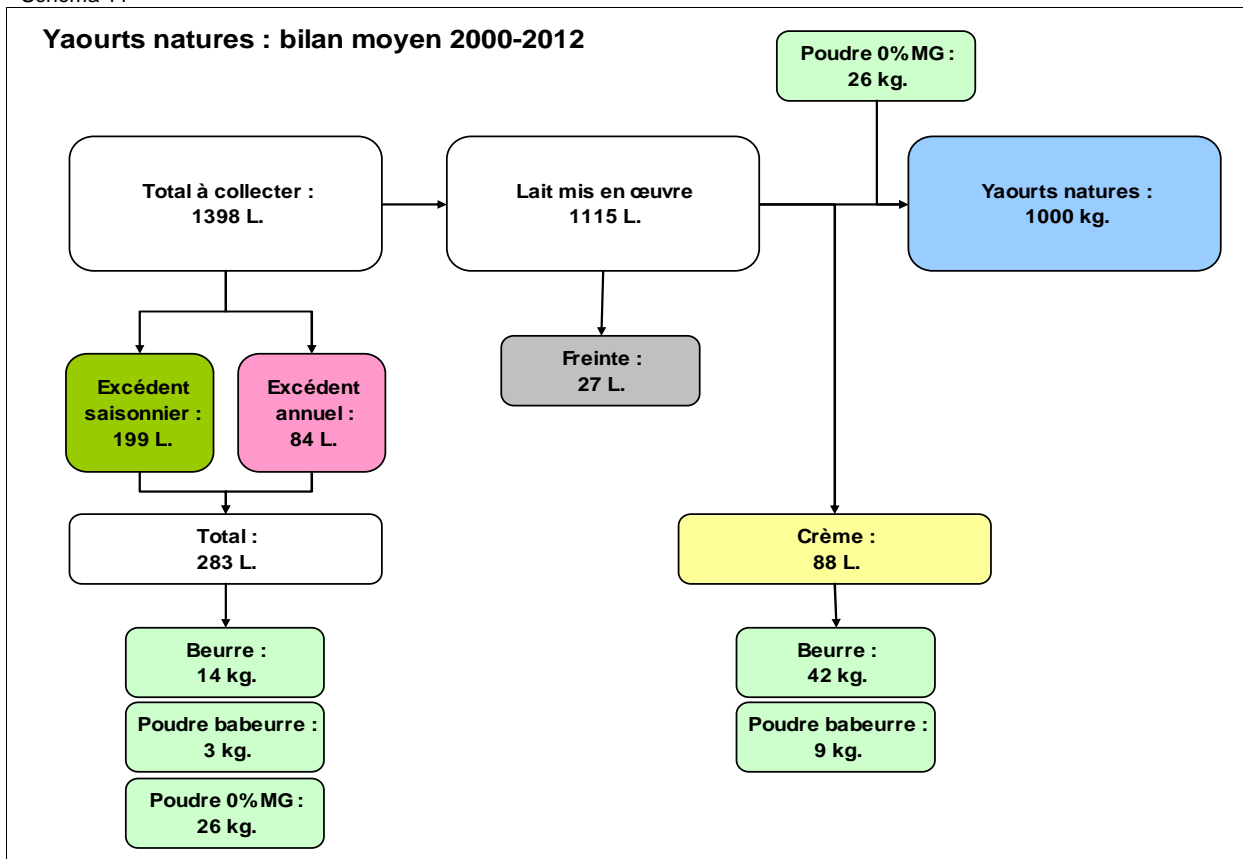 Yaourts natures : bilan moyen 2000-2012
Poudre 0%MG :
26 kg.
Total à collecter :
1398 L.
Lait mis en œuvre
1115 L.
Yaourts natures :
1000 kg.
Excédent
saisonnier :
199 L.
Excédent
annuel :
84 L.
Freinte :
27 L.
Total :
283 L.
Crème :
88 L.
Beurre :
14 kg.
Beurre :
42 kg.
Poudre babeurre :
3 kg.
Poudre babeurre :
9 kg.
Poudre 0%MG :
26 kg.